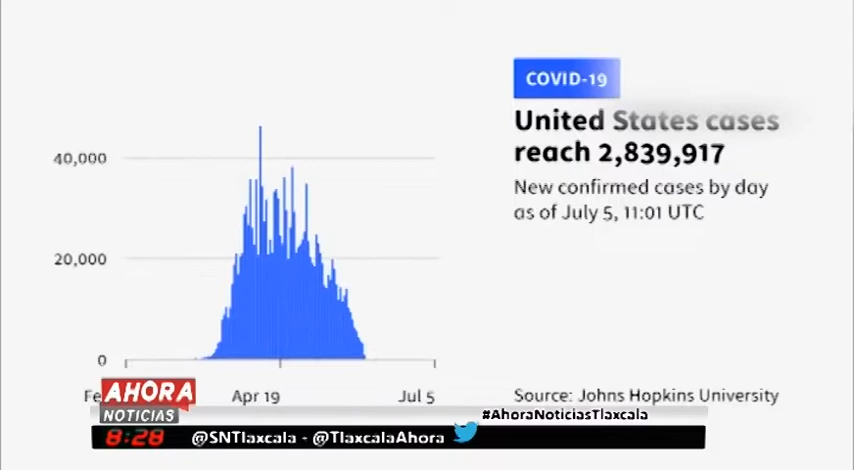 COVID-19
United States cases
reach 2,839,917
New confirmed cases by day
as of July 5, 11:01 UTC
40,000
20,000
0
Fe
Apr 19
Jul 5
Source: Johns Hopkins University
AHORA
NOTICIAS
#AhoraNoticiasTlaxcala
8:28
@SNTlaxcala - @TlaxcalaAhora